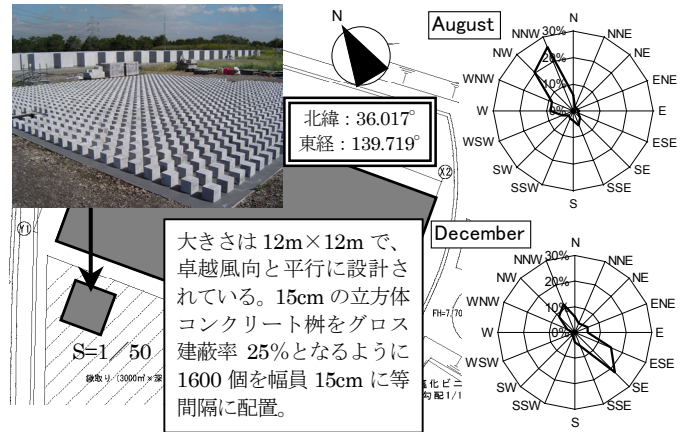 N
北緯：36.017°
東経：139.719°
X2
Y1
S=1／50
大きさは 12m×12m で、
卓越風向と平行に設計さ
れている。15cm の立方体
コンクリート桝をグロス
建蔽率 25%となるように
1600 個を幅員 15cm に等
間隔に配置。
August
N
NNE
NE
ENE
E
ESE
SE
SSE
S
SSW
SW
WSW
W
WNW
NW
NNW
30%
20%
10%
0%
December
N
NNE
NE
ENE
E
ESE
SE
SSE
S
SSW
SW
WSW
W
WNW
NW
NNW
30%
20%
10%
0%